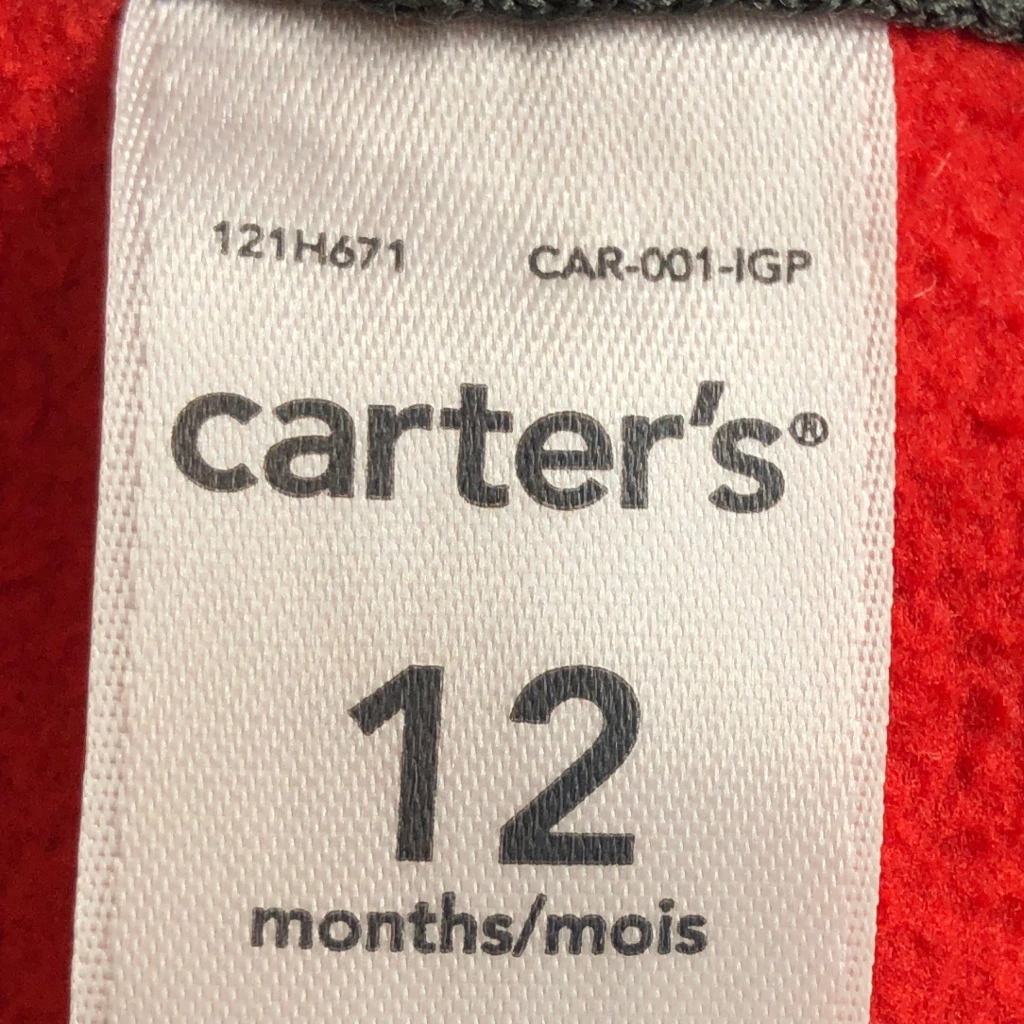 121H671 CAR-001-IGP
carter's®
12
months/mois